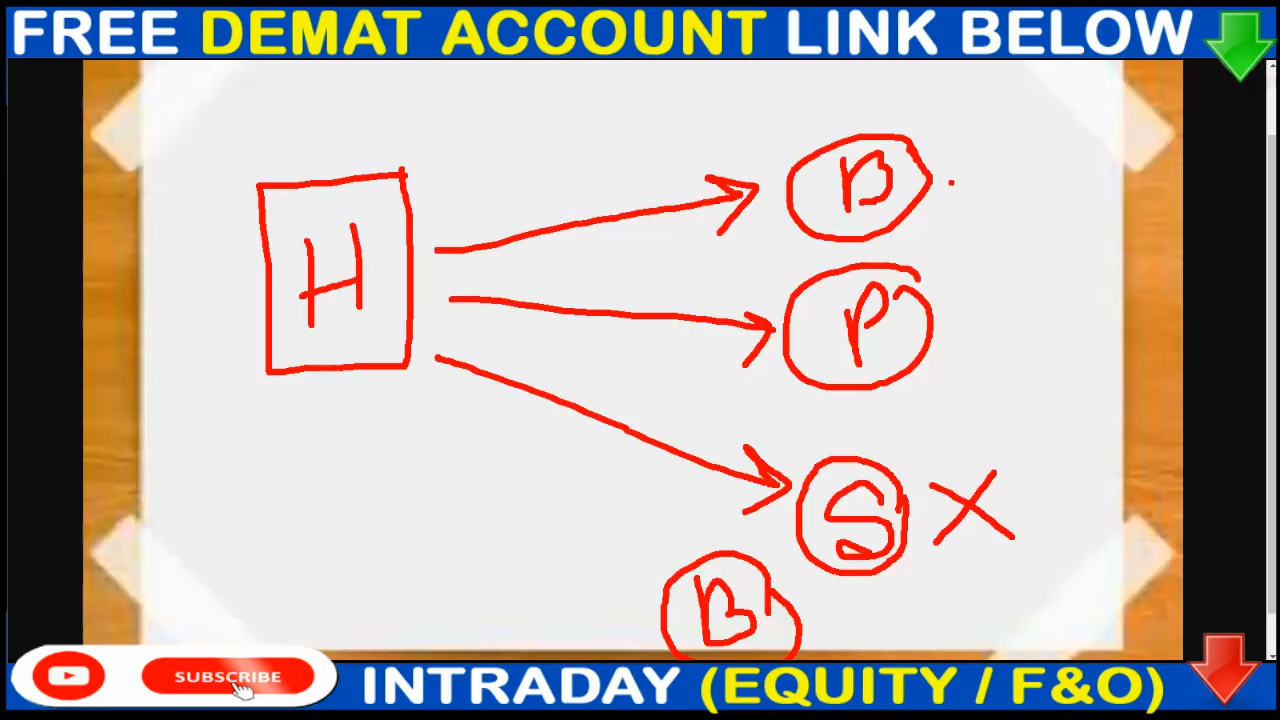 FREE DEMAT ACCOUNT LINK BELOW
B
H
P
S X
B
SUBSCRIBE
INTRADAY (EQUITY / F&O)